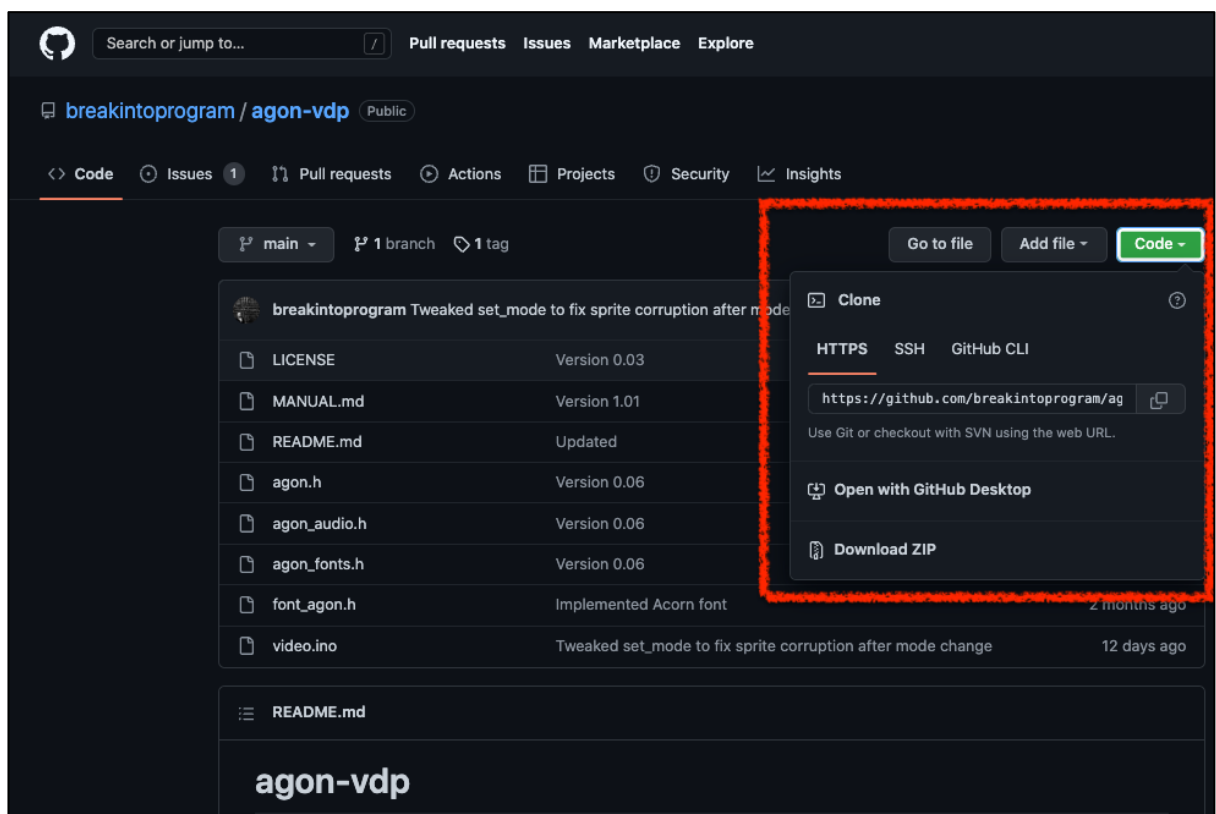 Search or jump to... / Pull requests Issues Marketplace Explore
breakintoprogram / agon-vdp Public
<> Code Issues 1 Pull requests Actions Projects Security Insights
main 1 branch 1 tag Go to file Add file Code
breakintoprogram Tweaked set_mode to fix sprite corruption after mode
LICENSE Version 0.03
MANUAL.md Version 1.01
README.md Updated
agon.h Version 0.06
agon_audio.h Version 0.06
agon_fonts.h Version 0.06
font_agon.h Implemented Acorn font 2 months ago
video.ino Tweaked set_mode to fix sprite corruption after mode change 12 days ago
Clone
HTTPS SSH GitHub CLI
https://github.com/breakintoprogram/ag
Use Git or checkout with SVN using the web URL.
Open with GitHub Desktop
Download ZIP
README.md
agon-vdp